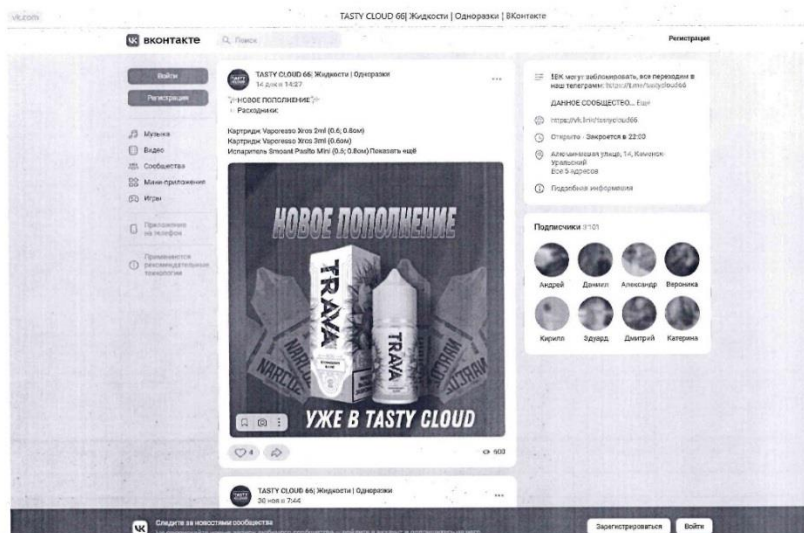 vk.com
TASTY CLOUD 66| Жидкости | Одноразки | ВКонтакте
вконтакте
Поиск
Регистрация
Войти
Регистрация
Музыка
Видео
Сообщества
Мини-приложения
Игры
Приложение
на телефон
Применяются
рекомендательные
технологии
TASTY CLOUD 66| Жидкости | Одноразки
14 дек в 14:27
НОВОЕ ПОПОЛНЕНИЕ
Расходники:
Картридж Vaporesso Xros 2ml (0.6; 0.8ом)
Картридж Vaporesso Xros 3ml (0.6ом)
Испаритель Smoant Pasito Mini (0.6; 0.8ом) Показать ещё
НОВОЕ ПОПОЛНЕНИЕ
TRAVA
TRAVA
NARCOZ
УЖЕ В TASTY CLOUD
4
600
TASTY CLOUD 66| Жидкости | Одноразки
30 ноя в 7:44
ВК могут заблокировать, все переходим в
наш телеграмм: https://t.me/tastycloud66
ДАННОЕ СООБЩЕСТВО... Ещё
https://vk.link/tastycloud66
Открыто · Закроется в 22:00
Алюминиевая улица, 14, Каменск-
Уральский
Все 5 адресов
Подробная информация
Подписчики
Андрей
Даниил
Александр
Вероника
Кирилл
Эдуард
Дмитрий
Катерина
Следите за новостями сообщества
Зарегистрироваться
Войти